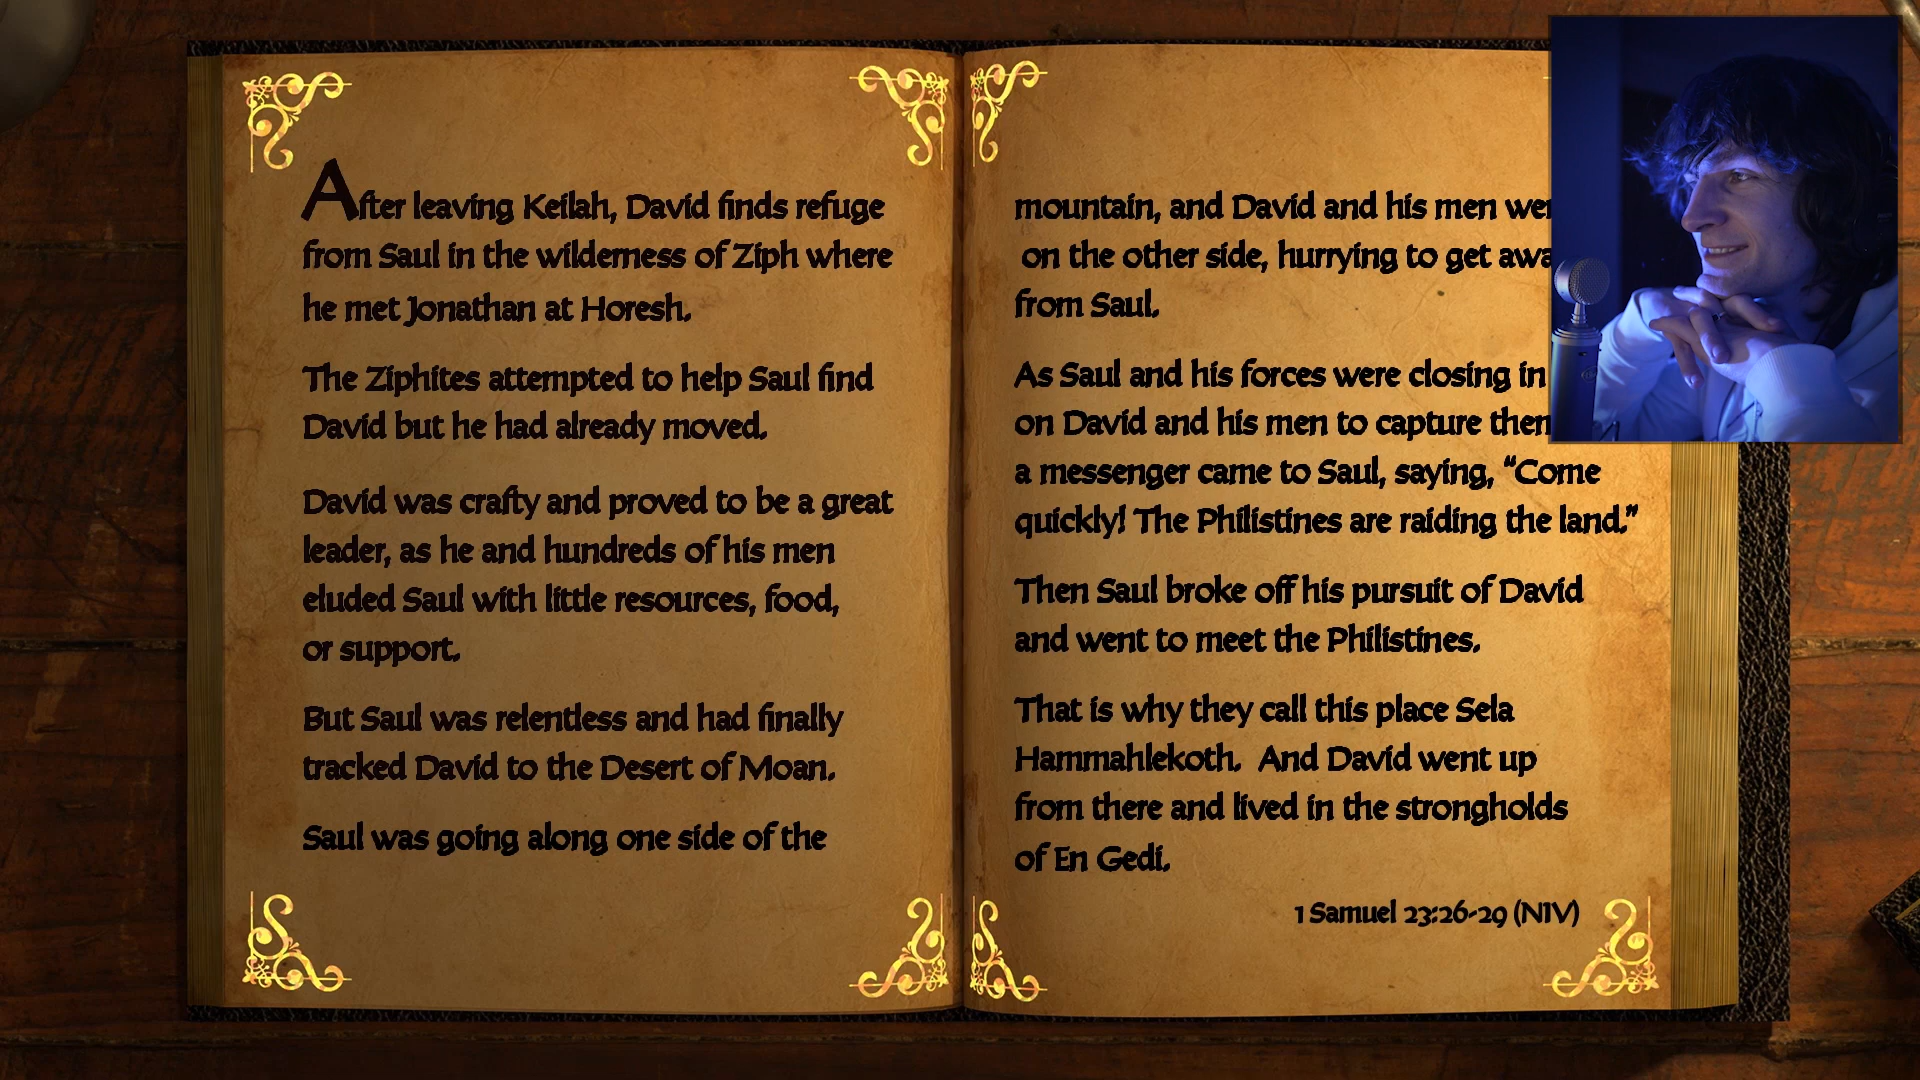 After leaving Keilah, David finds refuge
from Saul in the wilderness of Ziph where
he met Jonathan at Horesh.
The Ziphites attempted to help Saul find
David but he had already moved.
David was crafty and proved to be a great
leader, as he and hundreds of his men
eluded Saul with little resources, food,
or support.
But Saul was relentless and had finally
tracked David to the Desert of Moan.
Saul was going along one side of the
mountain, and David and his men
on the other side, hurrying to get
from Saul.
As Saul and his forces were closing in
on David and his men to capture
a messenger came to Saul, saying, “Come
quickly! The Philistines are raiding the land.”
Then Saul broke off his pursuit of David
and went to meet the Philistines.
That is why they call this place Sela
Hammahlekoth. And David went up
from there and lived in the strongholds
of En Gedi.
1 Samuel 23:26-29 (NIV)